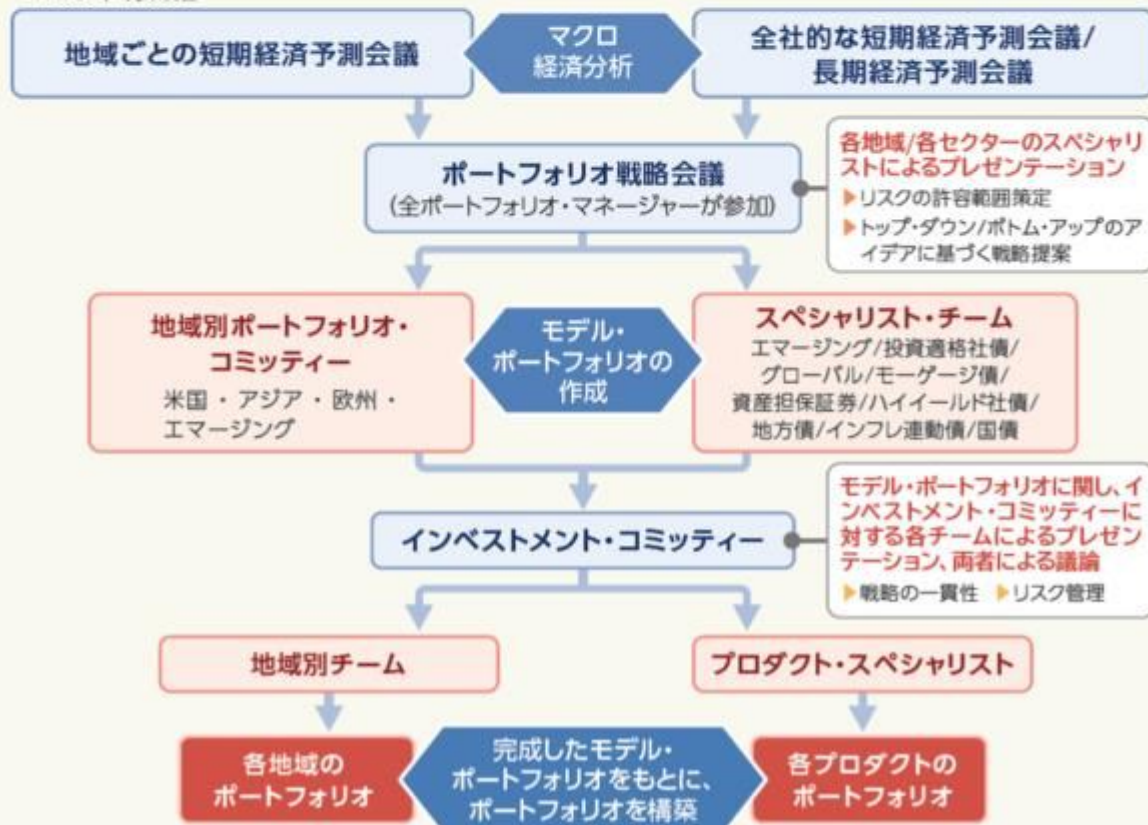 地域ごとの短期経済予測会議
マクロ
経済分析
全社的な短期経済予測会議/
長期経済予測会議
ポートフォリオ戦略会議
(全ポートフォリオ・マネージャーが参加)
各地域/各セクターのスペシャリ
ストによるプレゼンテーション
▶リスクの許容範囲策定
▶トップ・ダウン/ボトム・アップのア
イデアに基づく戦略提案
地域別ポートフォリオ・
コミッティー
米国・アジア・欧州・
エマージング
モデル・
ポートフォリオの
作成
スペシャリスト・チーム
エマージング/投資適格社債/
グローバル/モーゲージ債/
資産担保証券/ハイイールド社債/
地方債/インフレ連動債/国債
インベストメント・コミッティー
モデル・ポートフォリオに関し、イ
ンベストメント・コミッティーに
対する各チームによるプレゼン
テーション、両者による議論
▶戦略の一貫性 ▶リスク管理
地域別チーム
プロダクト・スペシャリスト
各地域の
ポートフォリオ
完成したモデル・
ポートフォリオをもとに、
ポートフォリオを構築
各プロダクトの
ポートフォリオ